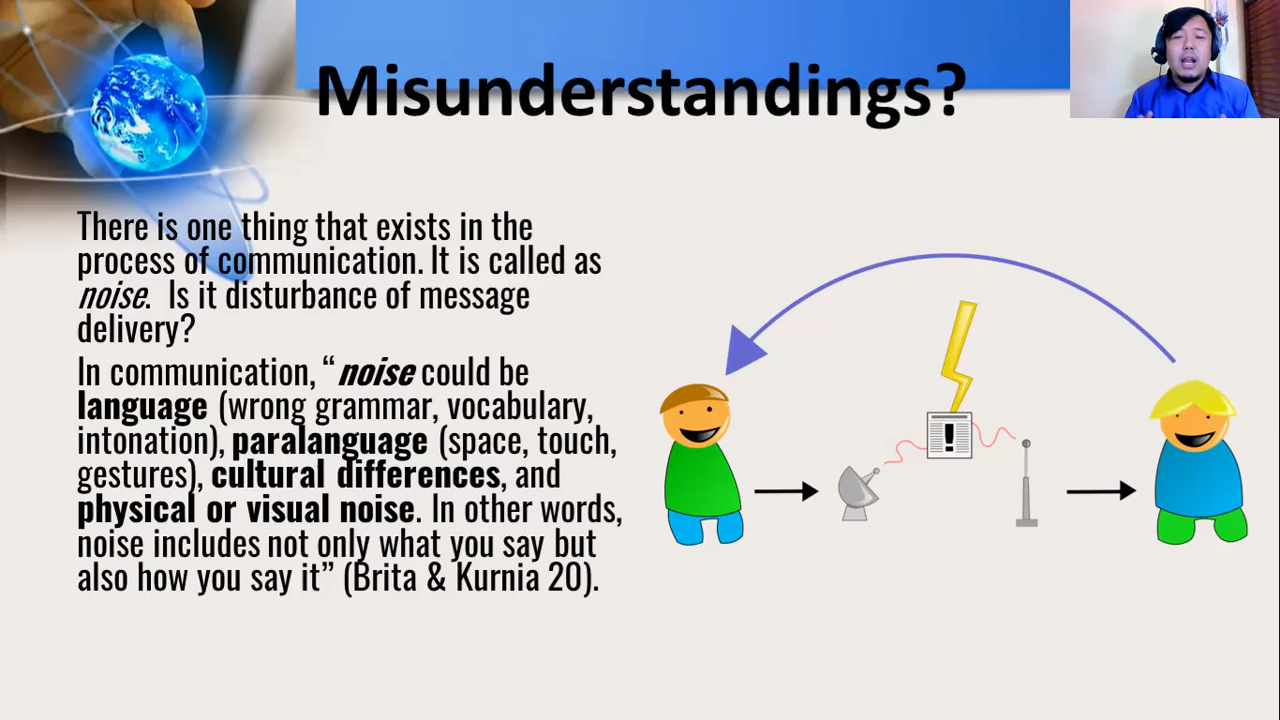 Misunderstandings?
There is one thing that exists in the
process of communication. It is called as
noise. Is it disturbance of message
delivery?
In communication, “noise could be
language (wrong grammar, vocabulary,
intonation), paralanguage (space, touch,
gestures), cultural differences, and
physical or visual noise. In other words,
noise includes not only what you say but
also how you say it” (Brita & Kurnia 20).
!